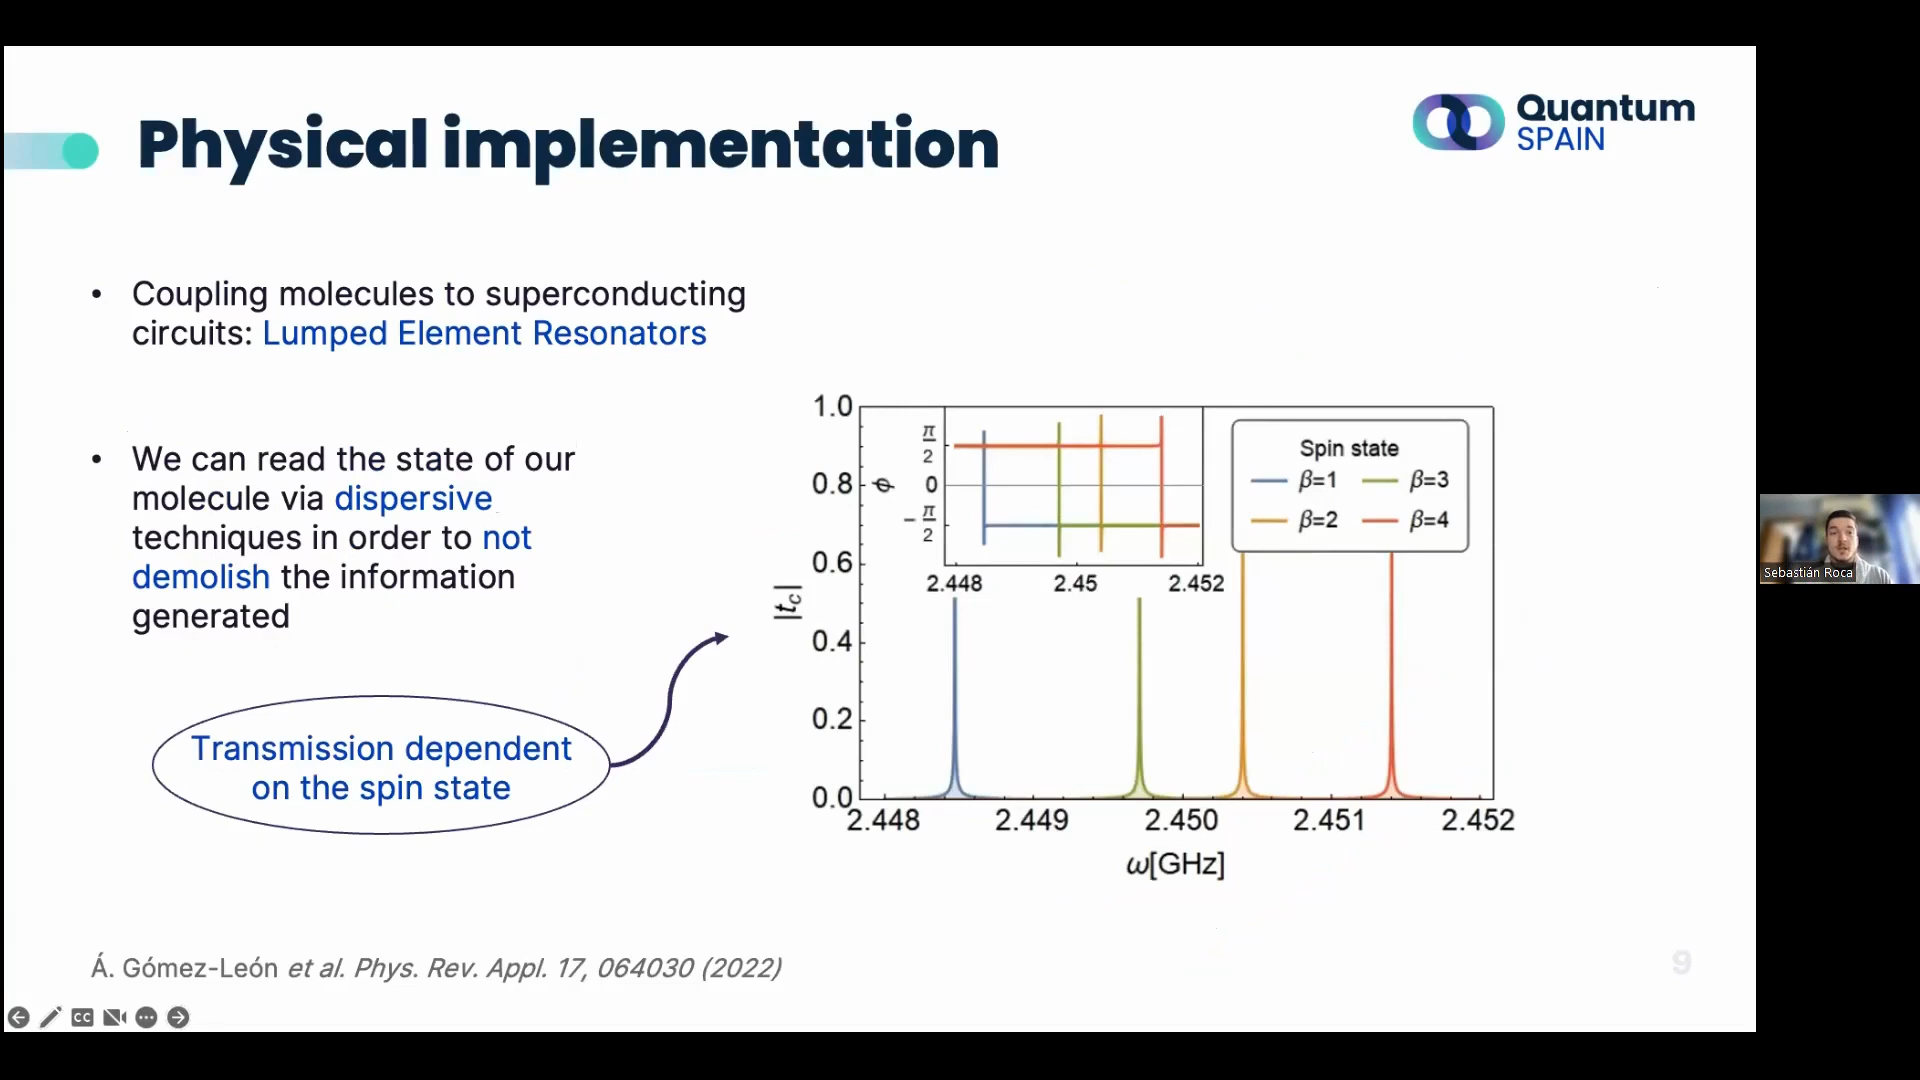 Physical implementation
Quantum
SPAIN
• Coupling molecules to superconducting
circuits: Lumped Element Resonators
• We can read the state of our
molecule via dispersive
techniques in order to not
demolish the information
generated
Transmission dependent
on the spin state
1.0
0.8
0.6
0.4
0.2
0.0
|t_c|
ϕ
π/2
0
-π/2
2.448 2.45 2.452
Spin state
β=1 β=3
β=2 β=4
2.448 2.449 2.450 2.451 2.452
ω[GHz]
Sebastián Roca
Á. Gómez-León et al. Phys. Rev. Appl. 17, 064030 (2022)
9
CC